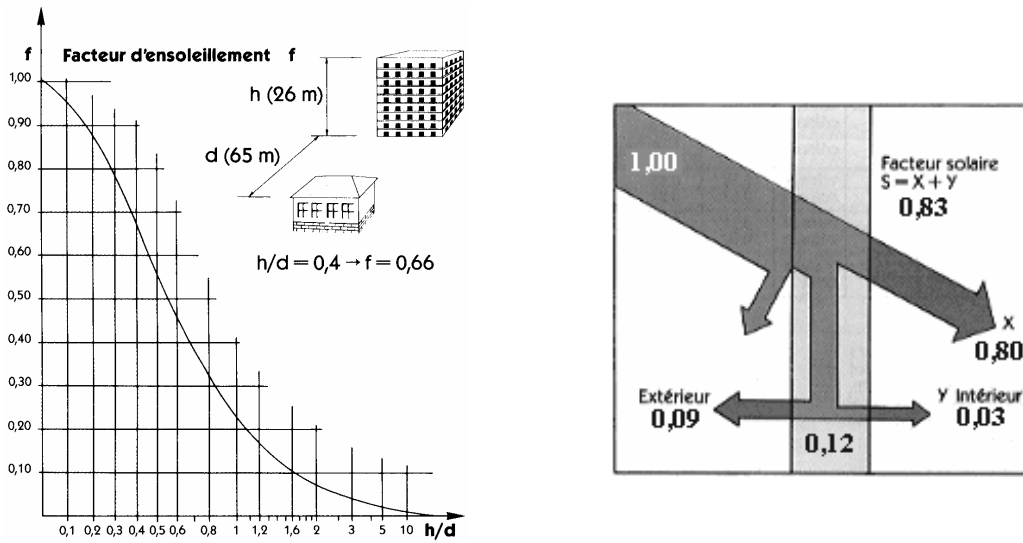 f Facteur d'ensoleillement f
1,00
0,90
0,80
0,70
0,60
0,50
0,40
0,30
0,20
0,10
h (26 m)
d (65 m)
h/d = 0,4 → f = 0,66
0,1 0,2 0,3 0,4 0,5 0,6 0,8 1 1,2 1,6 2 3 5 10 h/d
1,00
Facteur solaire
S = X + Y
0,83
X
0,80
Extérieur
0,09
Y Intérieur
0,03
0,12